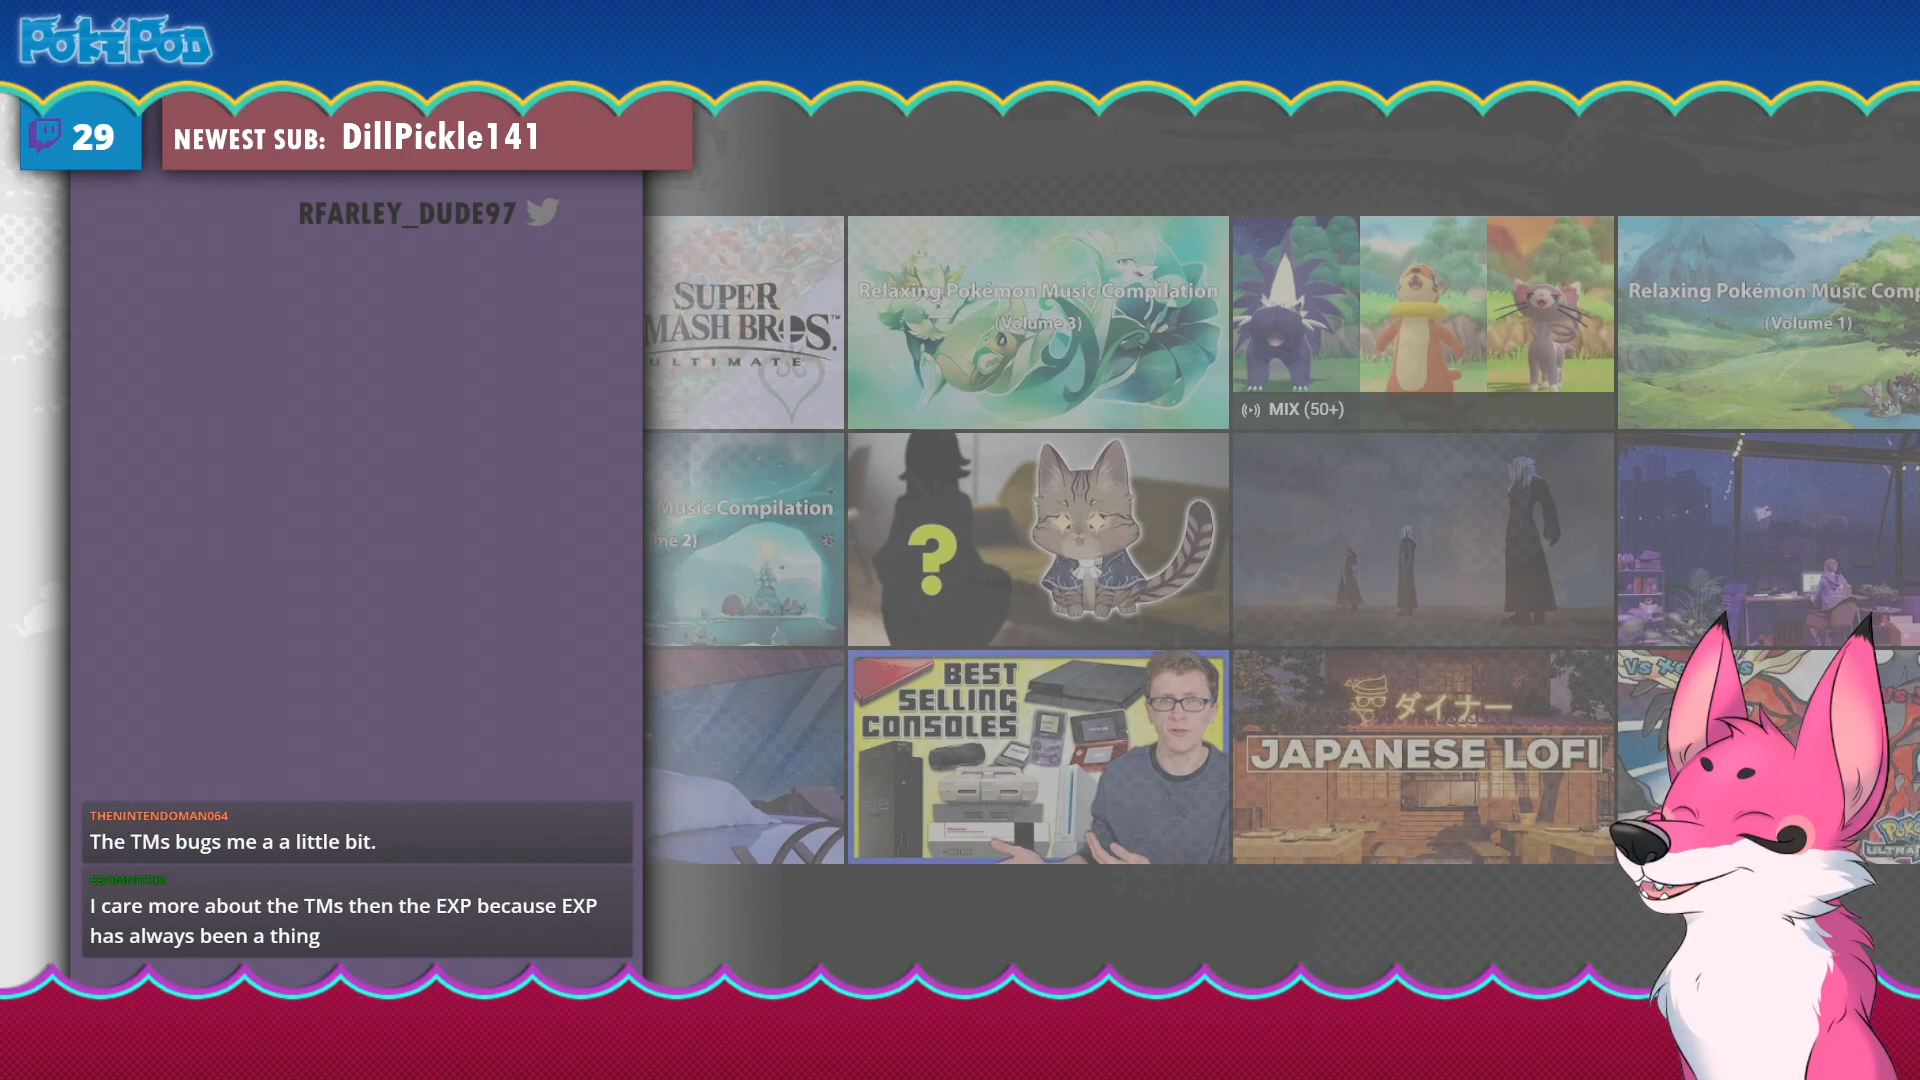 PokéPod
29
NEWEST SUB: DillPickle141
RFARLEY_DUDE97
SUPER
MASH BROS.™
ULTIMATE
Relaxing Pokémon Music Compilation
(Volume 3)
MIX (50+)
Relaxing Pokémon Music Comp
(Volume 1)
Music Compilation
me 2)
?
BEST
SELLING
CONSOLES
ダイナー
JAPANESE LOFI
Vs
THENINTENDOMAN064
The TMs bugs me a a little bit.
EBOMNITRIX
I care more about the TMs then the EXP because EXP
has always been a thing